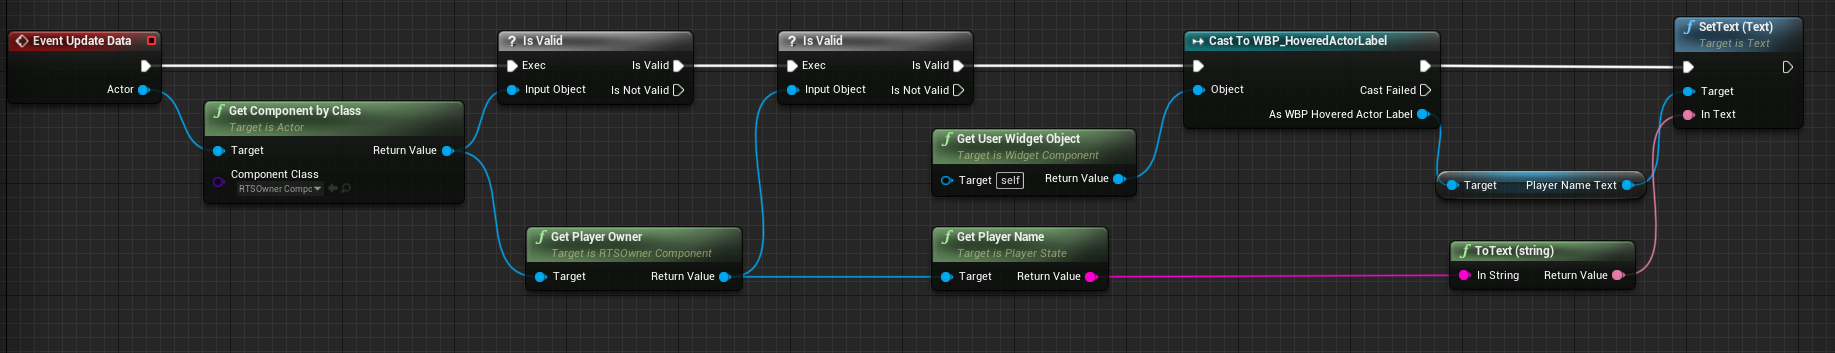 Event Update Data
Actor
Get Component by Class
Target is Actor
Target Return Value
Component Class
RTSOwner Compc
? Is Valid
Exec Is Valid
Input Object Is Not Valid
Get Player Owner
Target is RTSOwner Component
Target Return Value
? Is Valid
Exec Is Valid
Input Object Is Not Valid
Get User Widget Object
Target is Widget Component
Target self Return Value
Get Player Name
Target is Player State
Target Return Value
Cast To WBP_HoveredActorLabel
Object Cast Failed
As WBP Hovered Actor Label
Target Player Name Text
ToText (string)
In String Return Value
SetText (Text)
Target is Text
Target
In Text